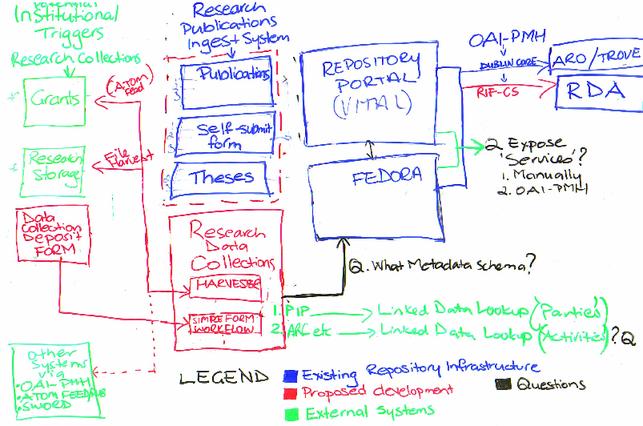 Potential
Institutional
Triggers
Research Collections
Grants
Research
Storage
Data
Collection
Deposit
FORM
Other
Systems
via
• OAI-PMH
• ATOM FEED
• SWORD
(ATOM
feed)
File
Harvest
Research
Publications
Ingest System
Publications
Self-submit
form
Theses
Research
Data
Collections
HARVESTER
SIMPLE FORM
WORKFLOW
REPOSITORY
PORTAL
(VITAL)
FEDORA
OAI-PMH
DUBLIN CORE
RIF-CS
ARO/TROVE
RDA
Q Expose
'Services'?
1. Manually
2. OAI-PMH
Q. What Metadata Schema?
1. PIP → Linked Data Lookup ('Parties')
2. ARC etc → Linked Data Lookup (Activities) ? Q
LEGEND
Existing Repository Infrastructure
Proposed development
External Systems
Questions